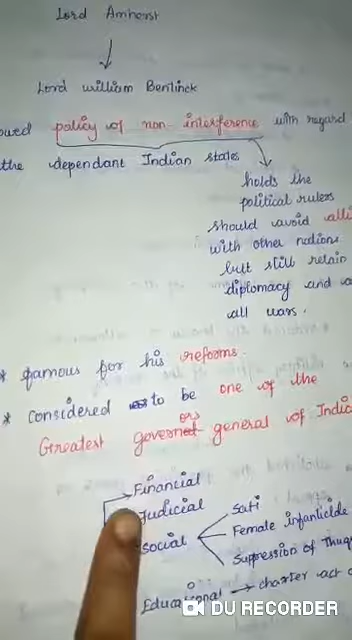 Lord Amherst
Lord william Bentinck
policy of non interference with regard
the dependant Indian states
holds the
political rulers
should avoid
with other nations
but still retain
diplomacy and
all wars.
* famous for his reforms.
* considered to be one of the
Greatest governors general of
Financial
Judicial
Social
Sati
Female infanticide
Supression of
Educational charter act
DU RECORDER